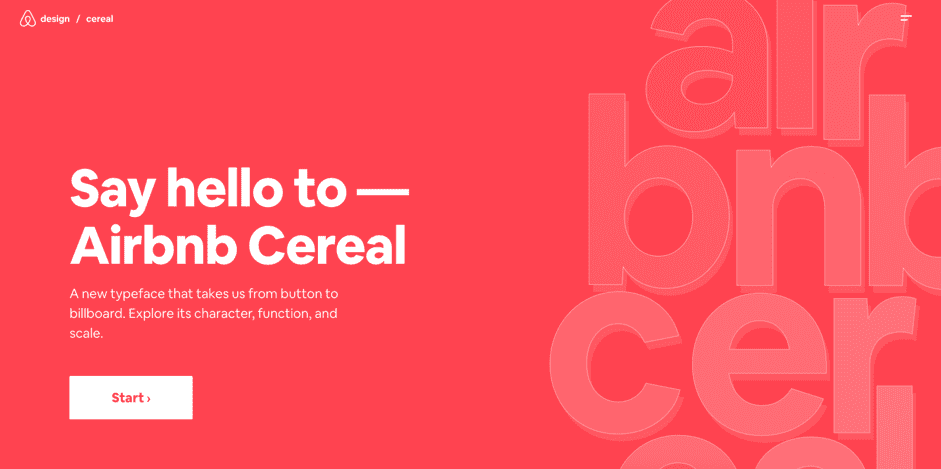 design / cereal
Say hello to —
Airbnb Cereal
A new typeface that takes us from button to
billboard. Explore its character, function, and
scale.
Start ›
air
bnb
cer
eal